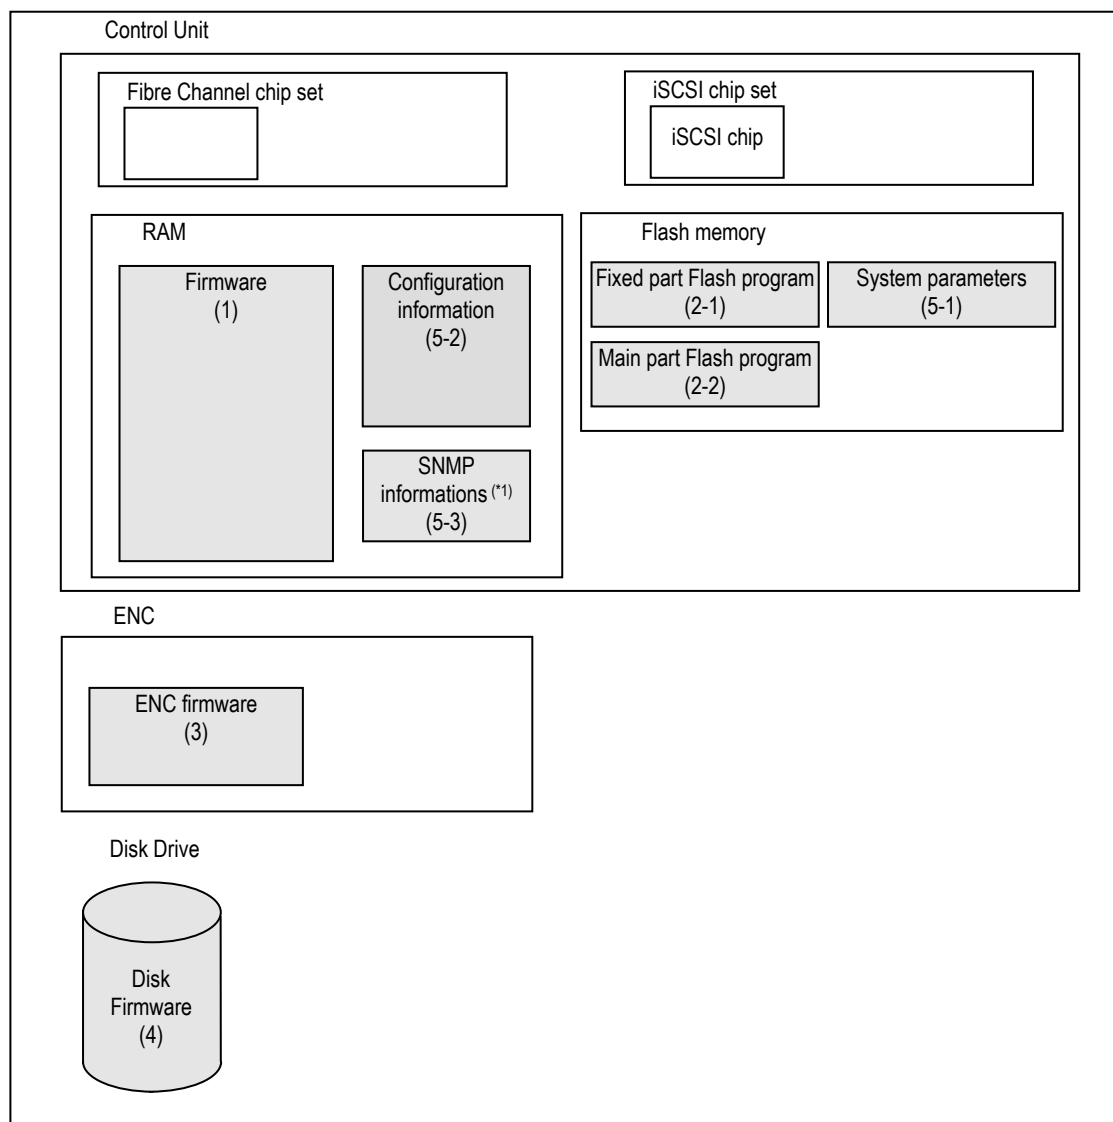 Control Unit
Fibre Channel chip set
iSCSI chip set
iSCSI chip
RAM
Firmware
(1)
Configuration
information
(5-2)
SNMP
informations (*1)
(5-3)
Flash memory
Fixed part Flash program
(2-1)
System parameters
(5-1)
Main part Flash program
(2-2)
ENC
ENC firmware
(3)
Disk Drive
Disk
Firmware
(4)